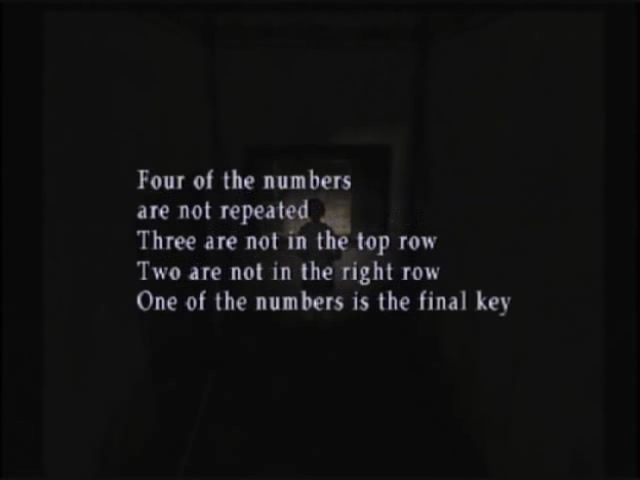 Four of the numbers
are not repeated
Three are not in the top row
Two are not in the right row
One of the numbers is the final key